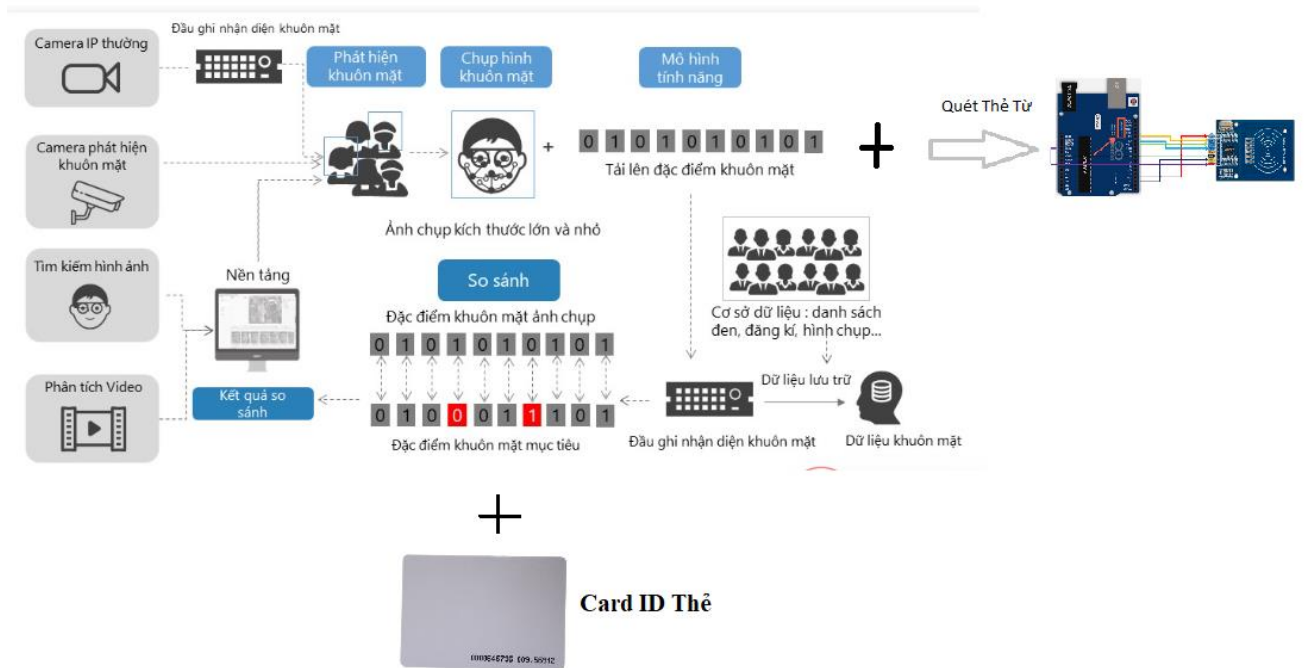 Đầu ghi nhận diện khuôn mặt
Camera IP thường
Phát hiện
khuôn mặt
Chụp hình
khuôn mặt
Mô hình
tính năng
Quét Thẻ Từ
Camera phát hiện
khuôn mặt
+
0 1 0 1 0 1 0 1 0 1
+
Tải lên đặc điểm khuôn mặt
Ảnh chụp kích thước lớn và nhỏ
Tìm kiếm hình ảnh
Nền tảng
So sánh
Đặc điểm khuôn mặt ảnh chụp
0 1 0 1 0 1 0 1 0 1
Cơ sở dữ liệu : danh sách
đen, đăng kí, hình chụp...
Phân tích Video
Kết quả so
sánh
0 1 0 0 0 1 1 1 0 1
Đặc điểm khuôn mặt mục tiêu
Dữ liệu lưu trữ
Đầu ghi nhận diện khuôn mặt
Dữ liệu khuôn mặt
+
Card ID Thẻ